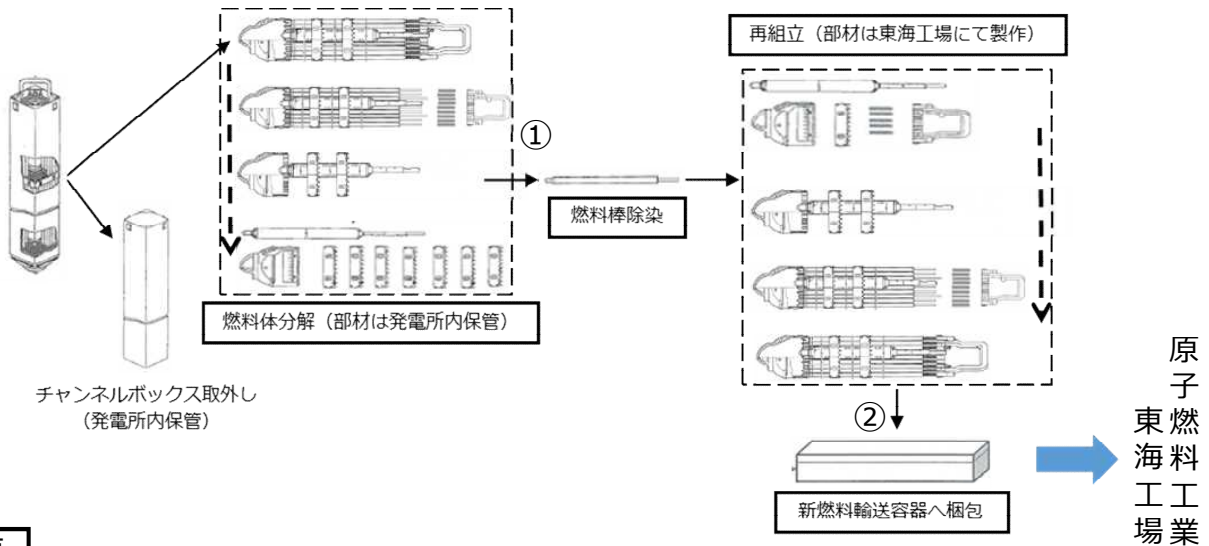 再組立（部材は東海工場にて製作）
①
燃料棒除染
燃料体分解（部材は発電所内保管）
チャンネルボックス取外し
（発電所内保管）
②
新燃料輸送容器へ梱包
原子燃料工業
東海工場